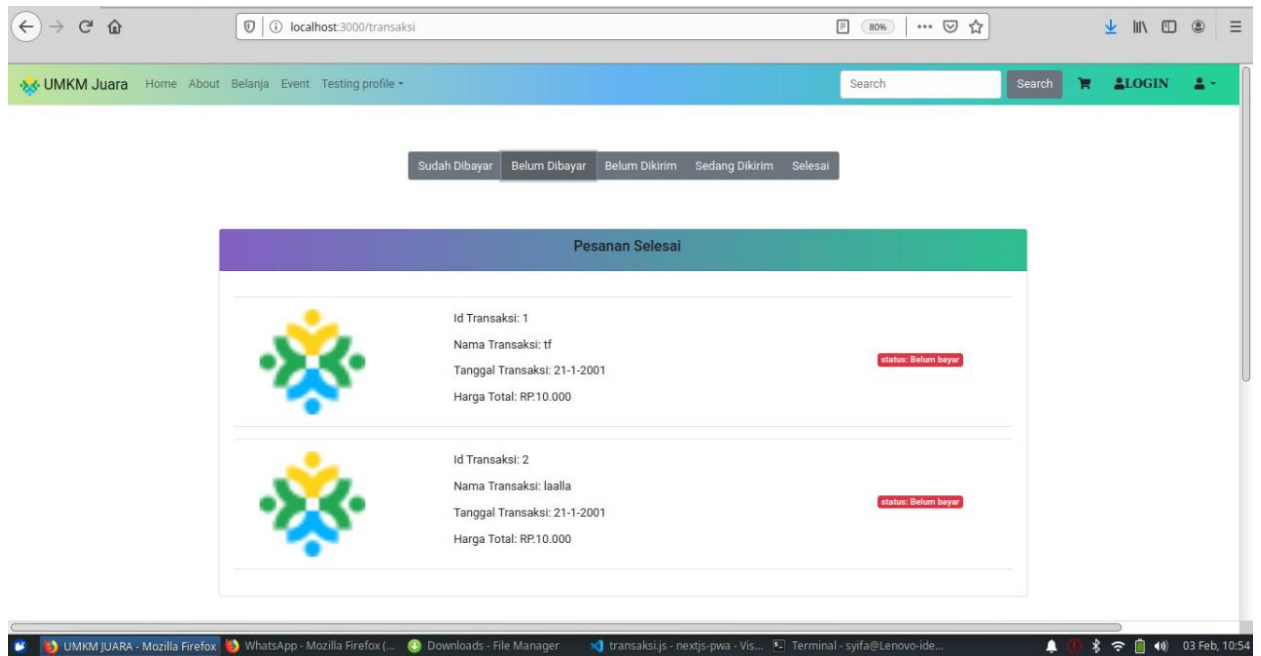 localhost:3000/transaksi
80%
UMKM Juara Home About Belanja Event Testing profile Search Search LOGIN
Sudah Dibayar Belum Dibayar Belum Dikirim Sedang Dikirim Selesai
Pesanan Selesai
Id Transaksi: 1
Nama Transaksi: tf
Tanggal Transaksi: 21-1-2001
Harga Total: RP.10.000
status: Belum bayar
Id Transaksi: 2
Nama Transaksi: laalla
Tanggal Transaksi: 21-1-2001
Harga Total: RP.10.000
status: Belum bayar
UMKM JUARA - Mozilla Firefox WhatsApp - Mozilla Firefox (... Downloads - File Manager transaksi.js - nextjs-pwa - Vis... Terminal - syifa@Lenovo-ide... 03 Feb, 10:54